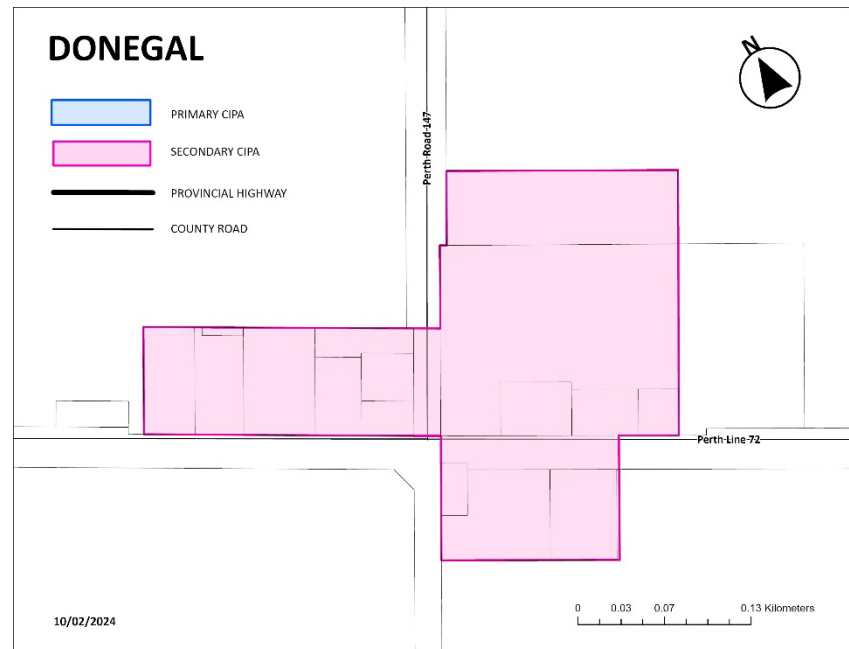 DONEGAL
N
PRIMARY CIPA
SECONDARY CIPA
PROVINCIAL HIGHWAY
COUNTY ROAD
Perth-Road-147
Perth-Line-72
0 0.03 0.07 0.13 Kilometers
10/02/2024